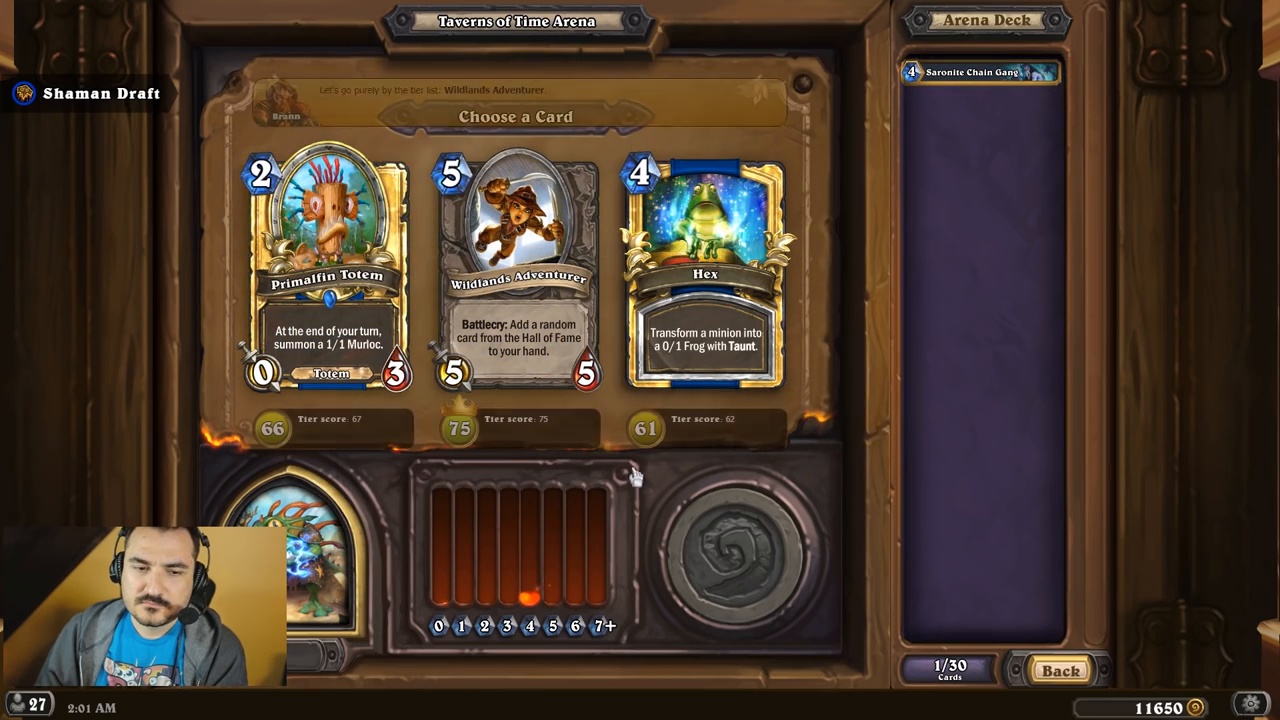 Taverns of Time Arena
Arena Deck
4 Saronite Chain Gang
Shaman Draft
Let's go purely by the tier list: Wildlands Adventurer.
Brann
Choose a Card
2
5
4
Primalfin Totem
Wildlands Adventurer
Hex
At the end of your turn,
summon a 1/1 Murloc.
Battlecry: Add a random
card from the Hall of Fame
to your hand.
Transform a minion into
a 0/1 Frog with Taunt.
0 Totem 3
5 5
66 Tier score: 67
75 Tier score: 75
61 Tier score: 62
0 1 2 3 4 5 6 7+
1/30
Cards
Back
27
2:01 AM
11650